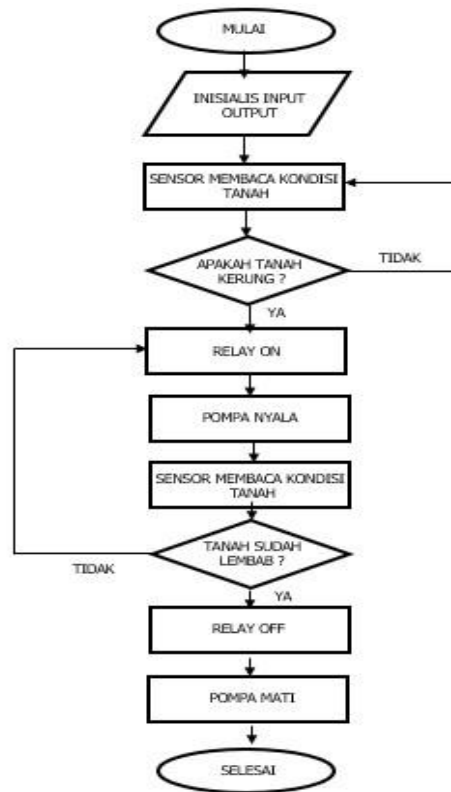 MULAI
INISIALIS INPUT
OUTPUT
SENSOR MEMBACA KONDISI
TANAH
APAKAH TANAH
KERUNG ?
TIDAK
YA
RELAY ON
POMPA NYALA
SENSOR MEMBACA KONDISI
TANAH
TANAH SUDAH
LEMBAB ?
TIDAK
YA
RELAY OFF
POMPA MATI
SELESAI